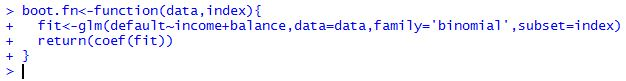 > boot.fn<-function(data,index){
+   fit<-glm(default~income+balance,data=data,family='binomial',subset=index)
+   return(coef(fit))
+ }
>